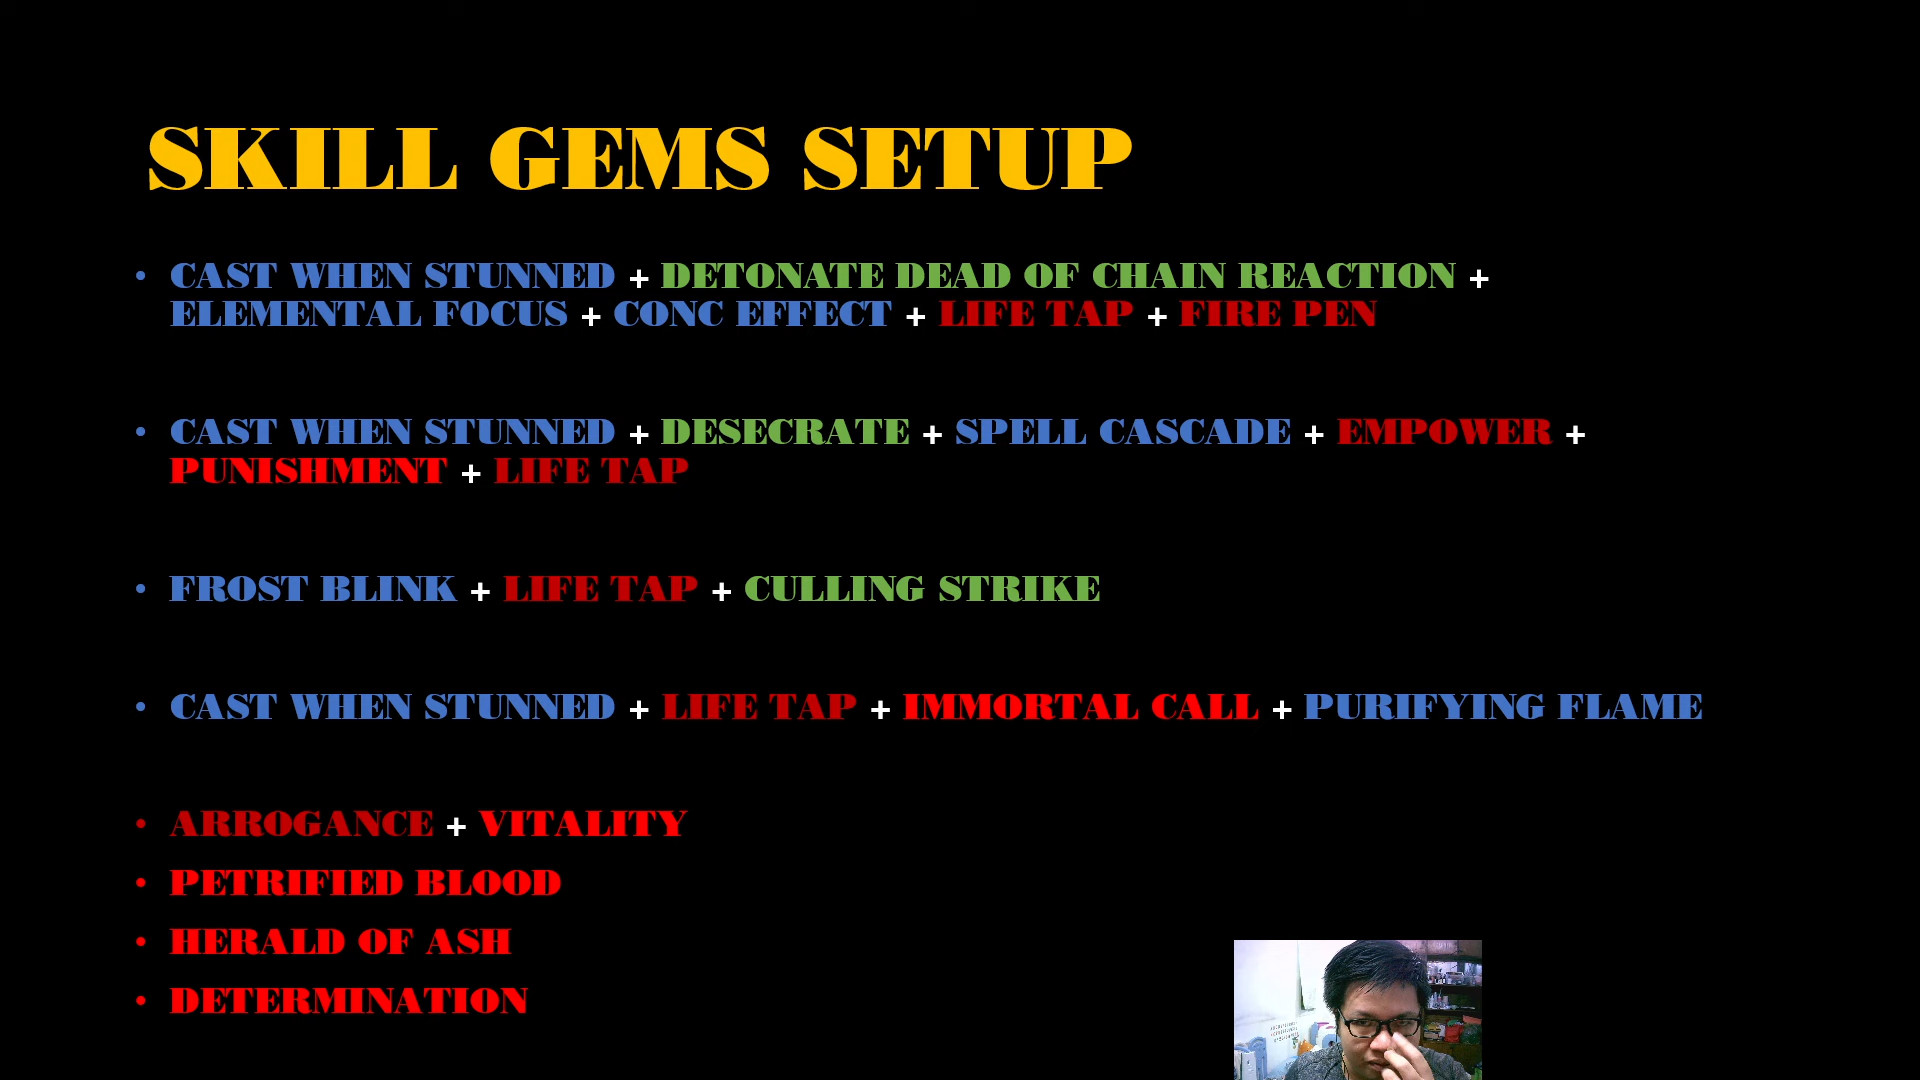 SKILL GEMS SETUP
• CAST WHEN STUNNED + DETONATE DEAD OF CHAIN REACTION +
ELEMENTAL FOCUS + CONC EFFECT + LIFE TAP + FIRE PEN
• CAST WHEN STUNNED + DESECRATE + SPELL CASCADE + EMPOWER +
PUNISHMENT + LIFE TAP
• FROST BLINK + LIFE TAP + CULLING STRIKE
• CAST WHEN STUNNED + LIFE TAP + IMMORTAL CALL + PURIFYING FLAME
• ARROGANCE + VITALITY
• PETRIFIED BLOOD
• HERALD OF ASH
• DETERMINATION